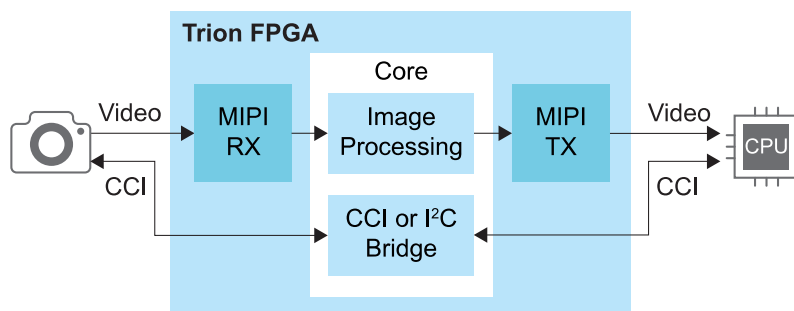 Trion FPGA
Core
Video
MIPI
RX
Image
Processing
MIPI
TX
Video
CPU
CCI
CCI or I²C
Bridge
CCI